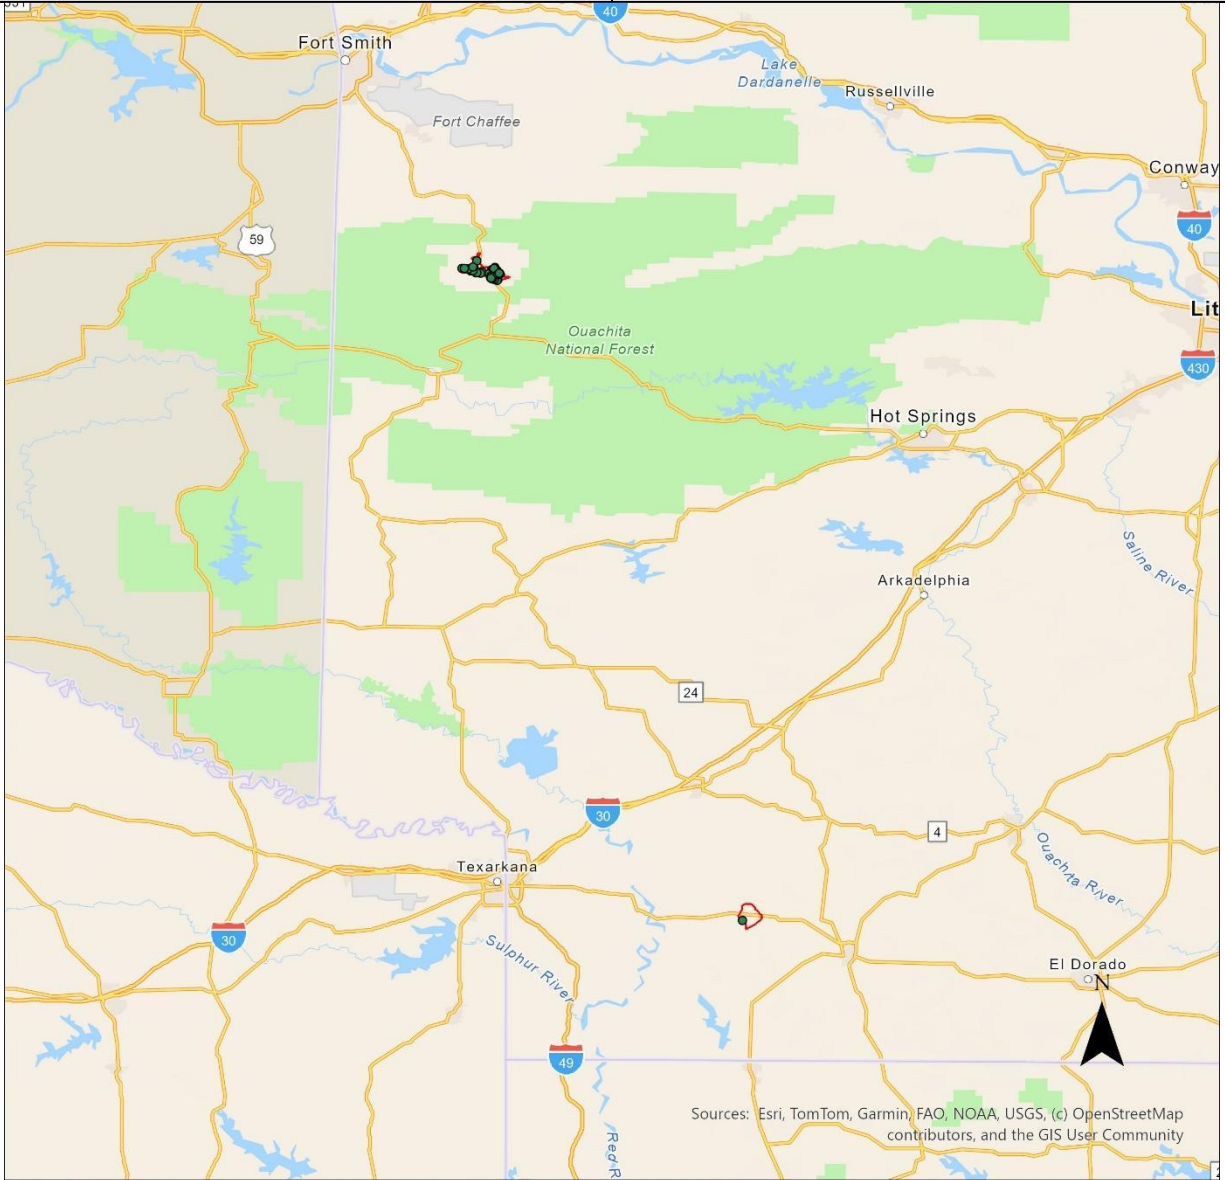 40
Fort Smith
Lake
Dardanelle
Russellville
Fort Chaffee
Conway
40
59
Lit
Ouachita
National Forest
430
Hot Springs
Saline River
Arkadelphia
24
30
4
Texarkana
Ouachita River
30
Sulphur River
El Dorado
N
49
Sources: Esri, TomTom, Garmin, FAO, NOAA, USGS, (c) OpenStreetMap
contributors, and the GIS User Community
Red R